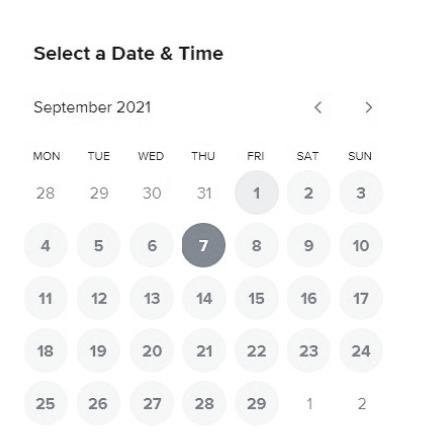 Select a Date & Time
September 2021
MON TUE WED THU FRI SAT SUN
28 29 30 31 1 2 3
4 5 6 7 8 9 10
11 12 13 14 15 16 17
18 19 20 21 22 23 24
25 26 27 28 29 1 2